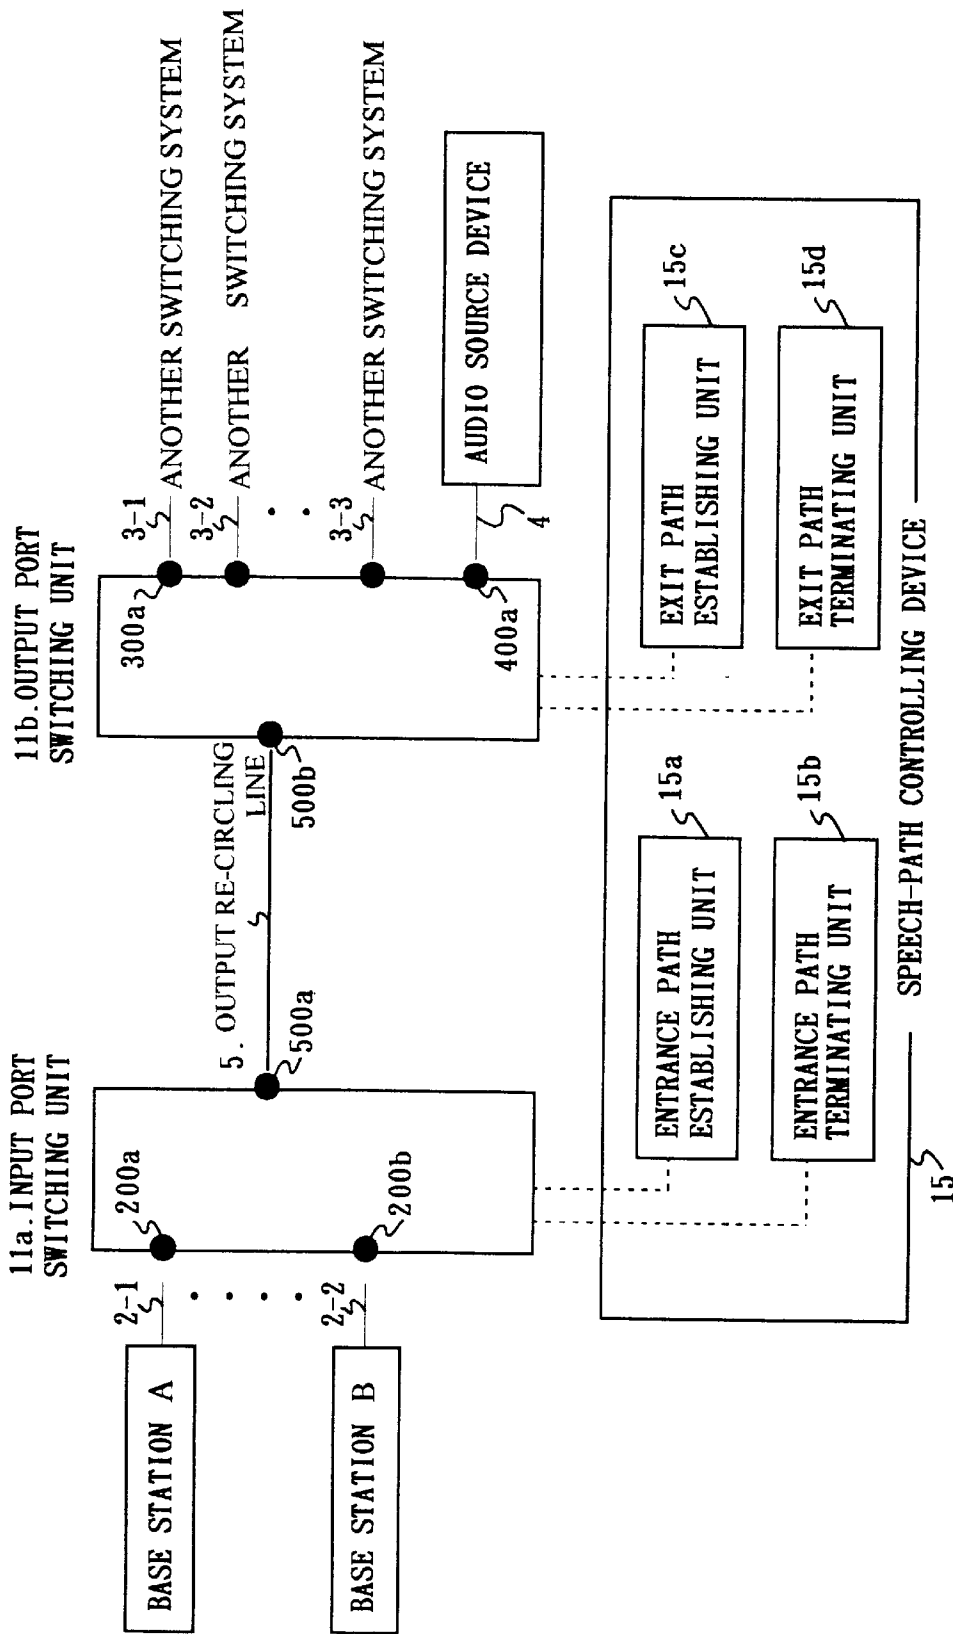 11a.INPUT PORT
SWITCHING UNIT
11b.OUTPUT PORT
SWITCHING UNIT
BASE STATION A
2-1
200a
BASE STATION B
2-2
200b
5. OUTPUT RE-CIRCLING
LINE
500a
500b
300a
3-1
ANOTHER SWITCHING SYSTEM
3-2
ANOTHER SWITCHING SYSTEM
3-3
ANOTHER SWITCHING SYSTEM
400a
4
AUDIO SOURCE DEVICE
ENTRANCE PATH
ESTABLISHING UNIT
15a
ENTRANCE PATH
TERMINATING UNIT
15b
EXIT PATH
ESTABLISHING UNIT
15c
EXIT PATH
TERMINATING UNIT
15d
15
SPEECH-PATH CONTROLLING DEVICE